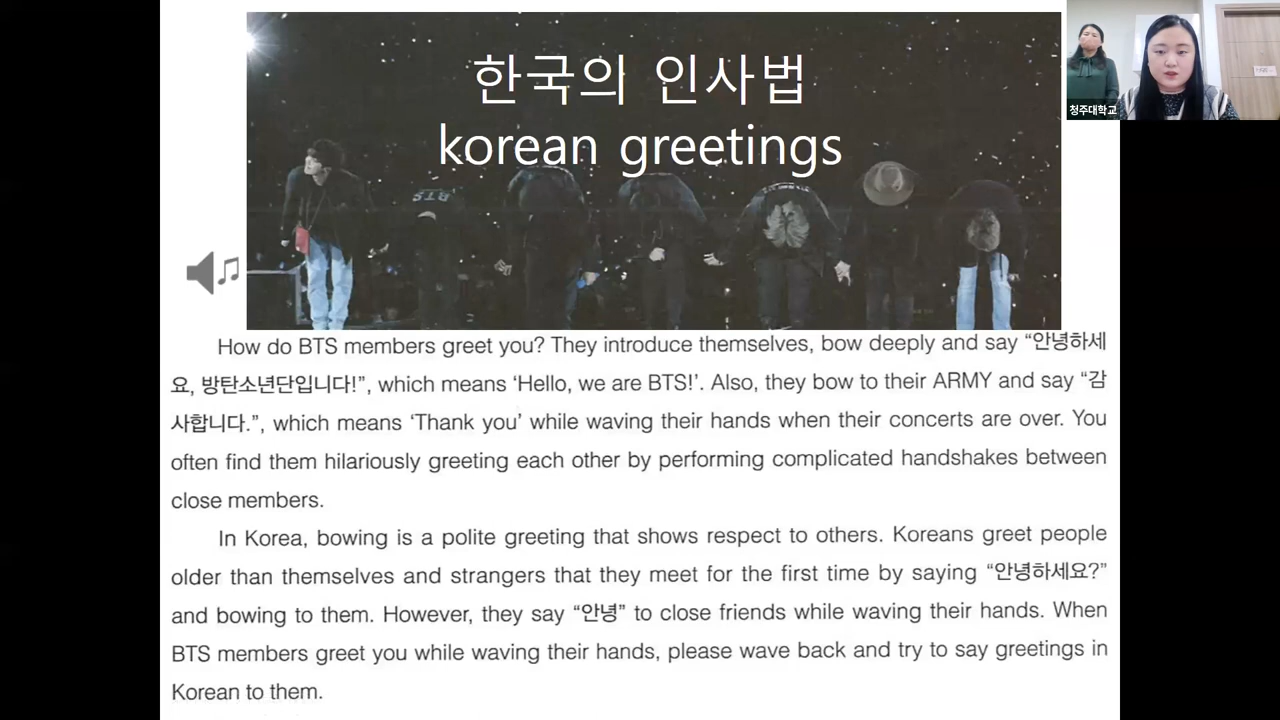 한국의 인사법
korean greetings
청주대학교
BTS
How do BTS members greet you? They introduce themselves, bow deeply and say “안녕하세
요, 방탄소년단입니다!”, which means ‘Hello, we are BTS!’. Also, they bow to their ARMY and say “감
사합니다.”, which means ‘Thank you’ while waving their hands when their concerts are over. You
often find them hilariously greeting each other by performing complicated handshakes between
close members.
In Korea, bowing is a polite greeting that shows respect to others. Koreans greet people
older than themselves and strangers that they meet for the first time by saying “안녕하세요?”
and bowing to them. However, they say “안녕” to close friends while waving their hands. When
BTS members greet you while waving their hands, please wave back and try to say greetings in
Korean to them.